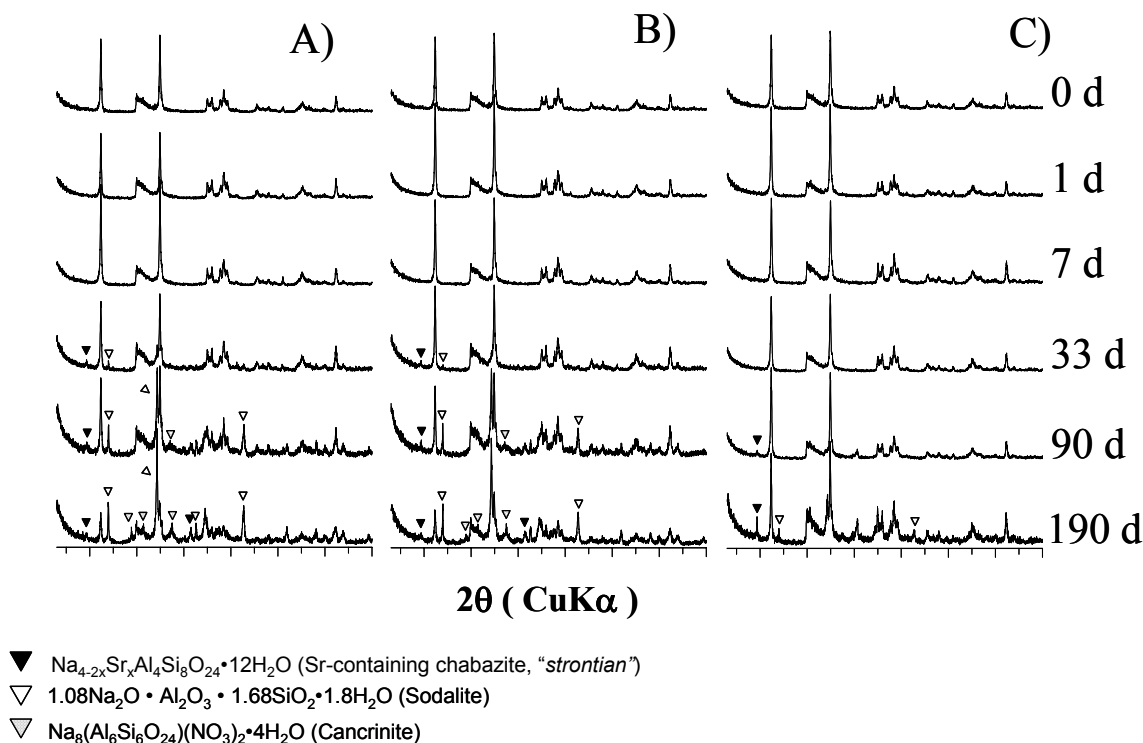 A) B) C)
0 d
1 d
7 d
33 d
90 d
190 d
2θ ( CuKα )
Na₄₋₂ₓSrₓAl₄Si₈O₂₄•12H₂O (Sr-containing chabazite, “strontian”)
1.08Na₂O • Al₂O₃ • 1.68SiO₂•1.8H₂O (Sodalite)
Na₈(Al₆Si₆O₂₄)(NO₃)₂•4H₂O (Cancrinite)